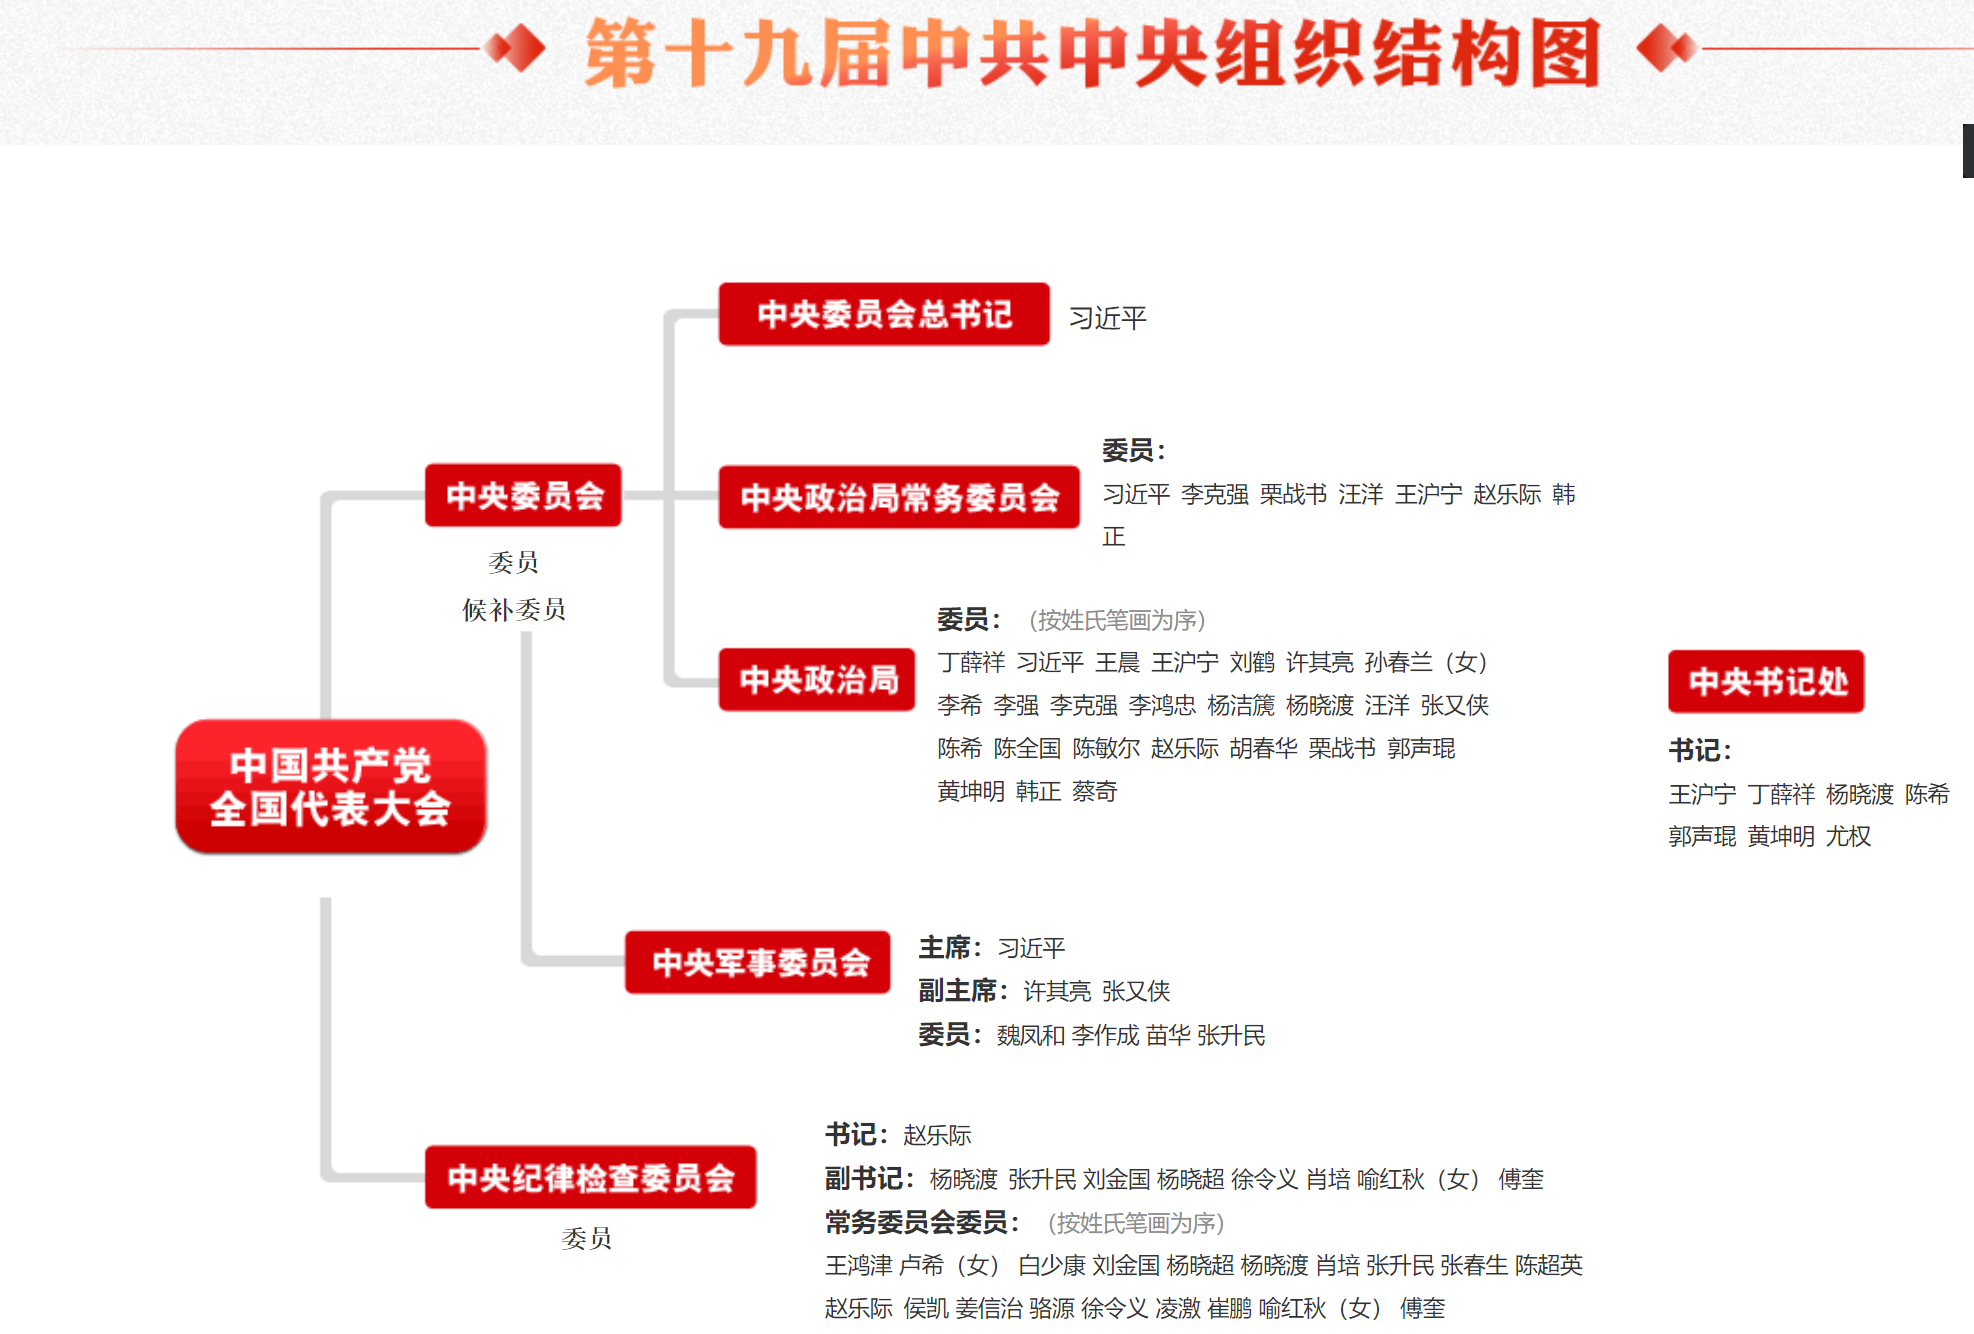 第十九届中共中央组织结构图
中央委员会总书记
习近平
中央委员会
委员
候补委员
中央政治局常务委员会
委员：
习近平 李克强 栗战书 汪洋 王沪宁 赵乐际 韩
正
中央政治局
委员：（按姓氏笔画为序）
丁薛祥 习近平 王晨 王沪宁 刘鹤 许其亮 孙春兰（女）
李希 李强 李克强 李鸿忠 杨洁篪 杨晓渡 汪洋 张又侠
陈希 陈全国 陈敏尔 赵乐际 胡春华 栗战书 郭声琨
黄坤明 韩正 蔡奇
中央书记处
书记：
王沪宁 丁薛祥 杨晓渡 陈希
郭声琨 黄坤明 尤权
中国共产党
全国代表大会
中央军事委员会
主席：习近平
副主席：许其亮 张又侠
委员：魏凤和 李作成 苗华 张升民
中央纪律检查委员会
委员
书记：赵乐际
副书记：杨晓渡 张升民 刘金国 杨晓超 徐令义 肖培 喻红秋（女） 傅奎
常务委员会委员：（按姓氏笔画为序）
王鸿津 卢希（女） 白少康 刘金国 杨晓超 杨晓渡 肖培 张升民 张春生 陈超英
赵乐际 侯凯 姜信治 骆源 徐令义 凌激 崔鹏 喻红秋（女） 傅奎